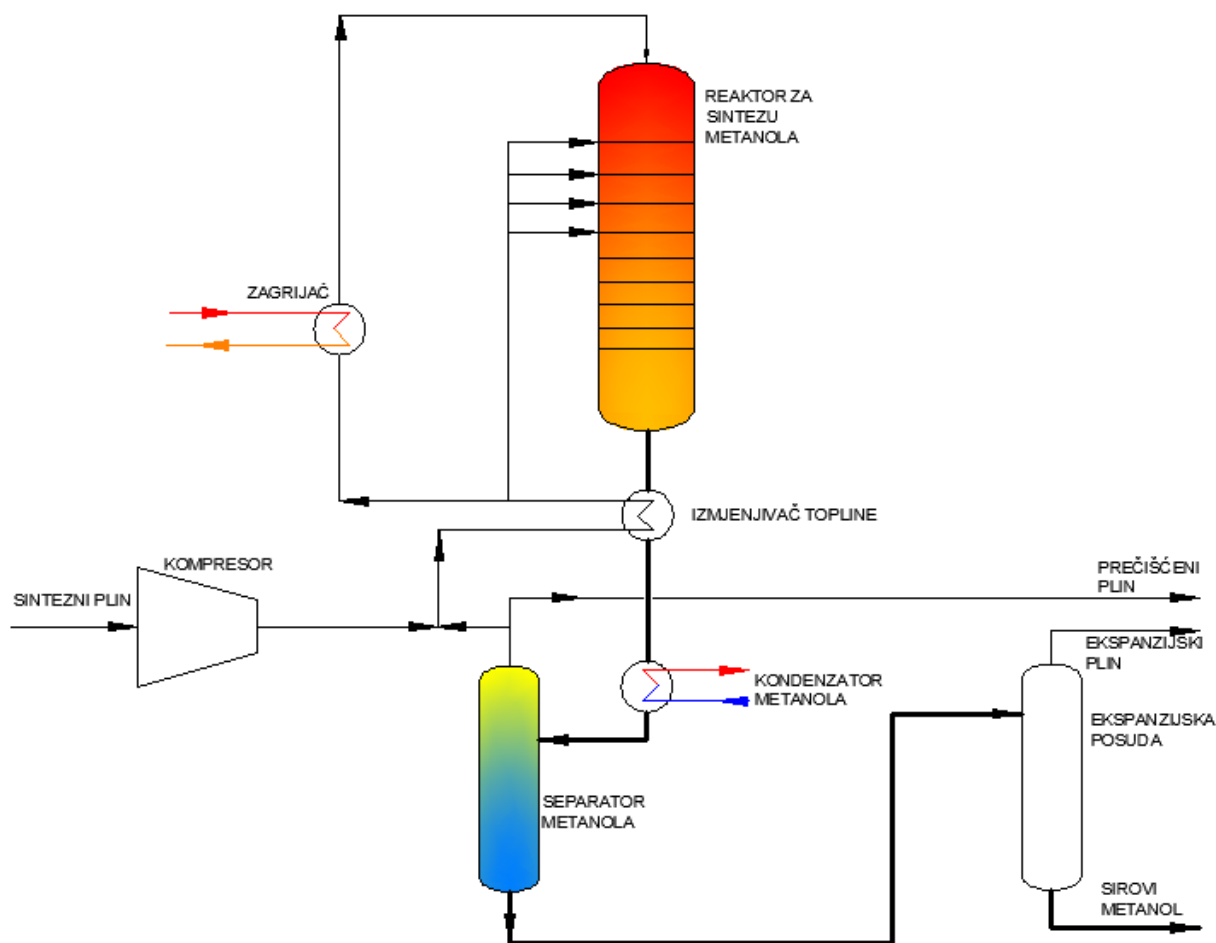 REAKTOR ZA
SINTEZU
METANOLA
ZAGRIJAČ
IZMJENJIVAČ TOPLINE
KOMPRESOR
SINTEZNI PLIN
PREČIŠĆENI
PLIN
EKSPANZIJSKI
PLIN
KONDENZATOR
METANOLA
EKSPANZIJSKA
POSUDA
SEPARATOR
METANOLA
SIROVI
METANOL